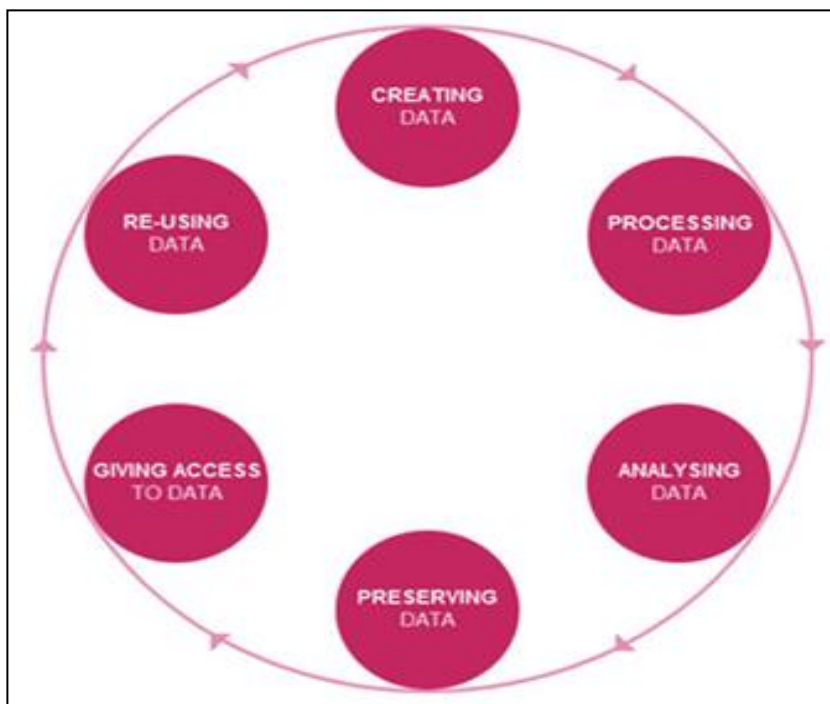 CREATING
DATA
PROCESSING
DATA
ANALYSING
DATA
PRESERVING
DATA
GIVING ACCESS
TO DATA
RE-USING
DATA